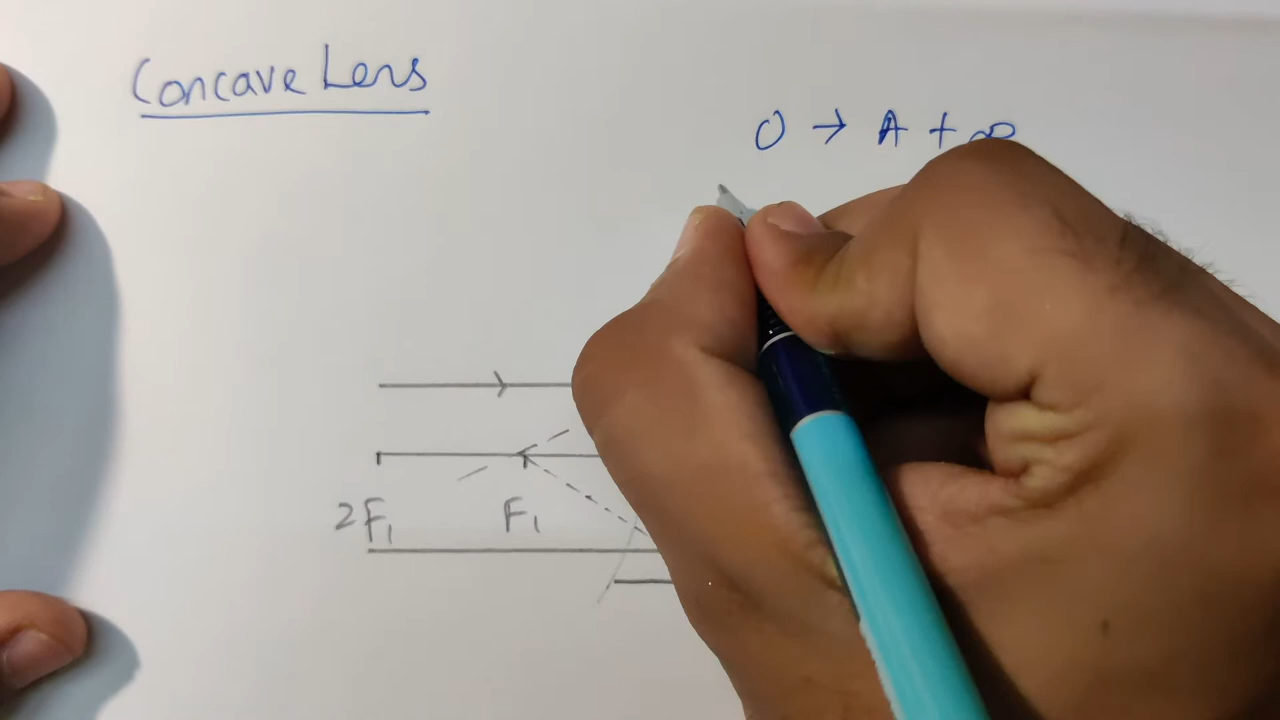 Concave Lens
O → A + ∞
2F₁
F₁